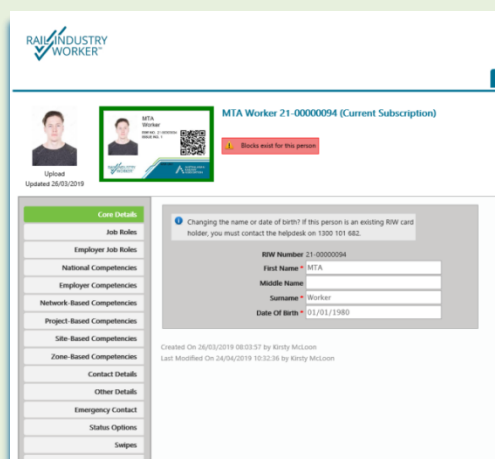 RAIL INDUSTRY
WORKER™
MTA Worker 21-00000094 (Current Subscription)
MTA
Worker
Blocks exist for this person
Upload
Updated 26/03/2019
Core Details
Job Roles
Employer Job Roles
National Competencies
Employer Competencies
Network-Based Competencies
Project-Based Competencies
Site-Based Competencies
Zone-Based Competencies
Contact Details
Other Details
Emergency Contact
Status Options
Swipes
Changing the name or date of birth? If this person is an existing RIW card
holder, you must contact the helpdesk on 1300 101 682.
RIW Number 21-00000094
First Name * MTA
Middle Name
Surname * Worker
Date Of Birth * 01/01/1980
Created On 26/03/2019 08:03:57 by Kirsty McLoon
Last Modified On 24/04/2019 10:32:36 by Kirsty McLoon